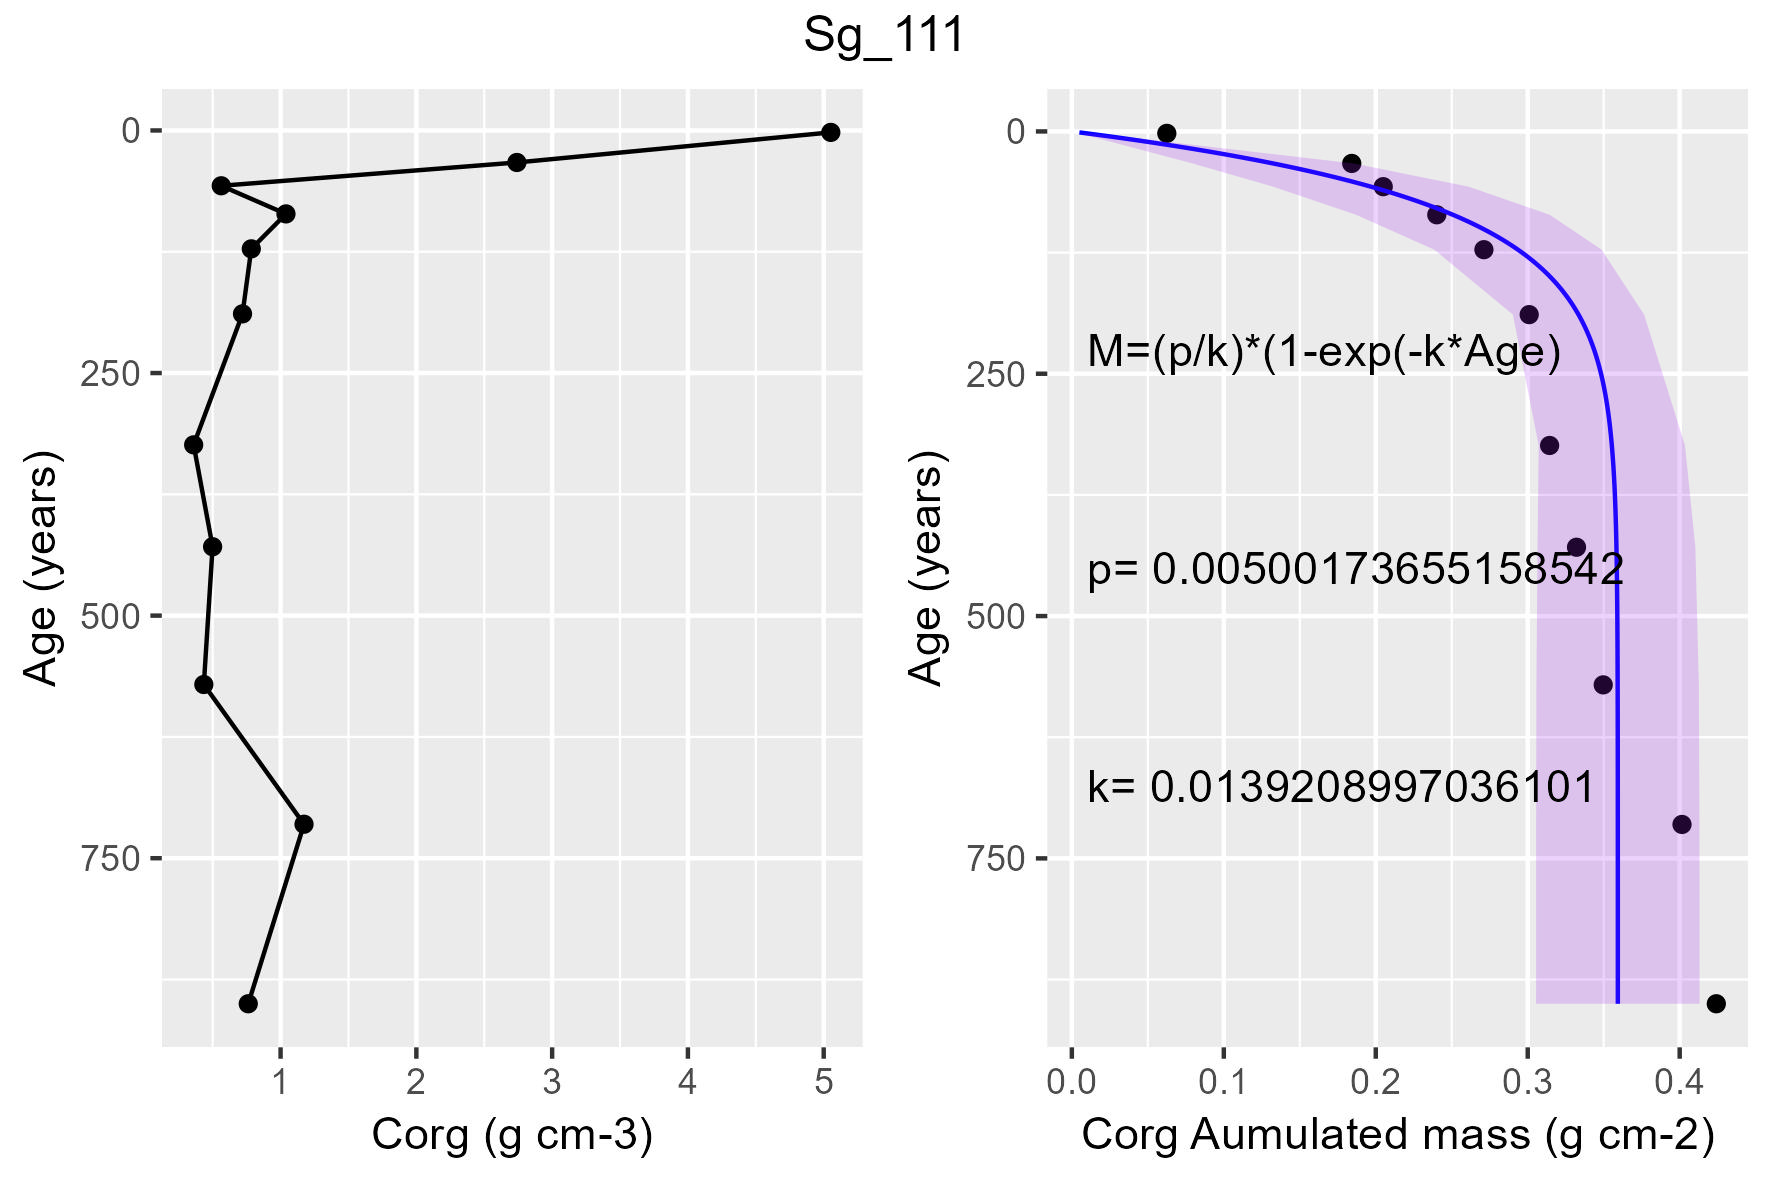 Sg_111
0
250
500
750
Age (years)
1 2 3 4 5
Corg (g cm-3)
0
250
500
750
Age (years)
M=(p/k)*(1-exp(-k*Age)
p= 0.00500173655158542
k= 0.0139208997036101
0.0 0.1 0.2 0.3 0.4
Corg Aumulated mass (g cm-2)